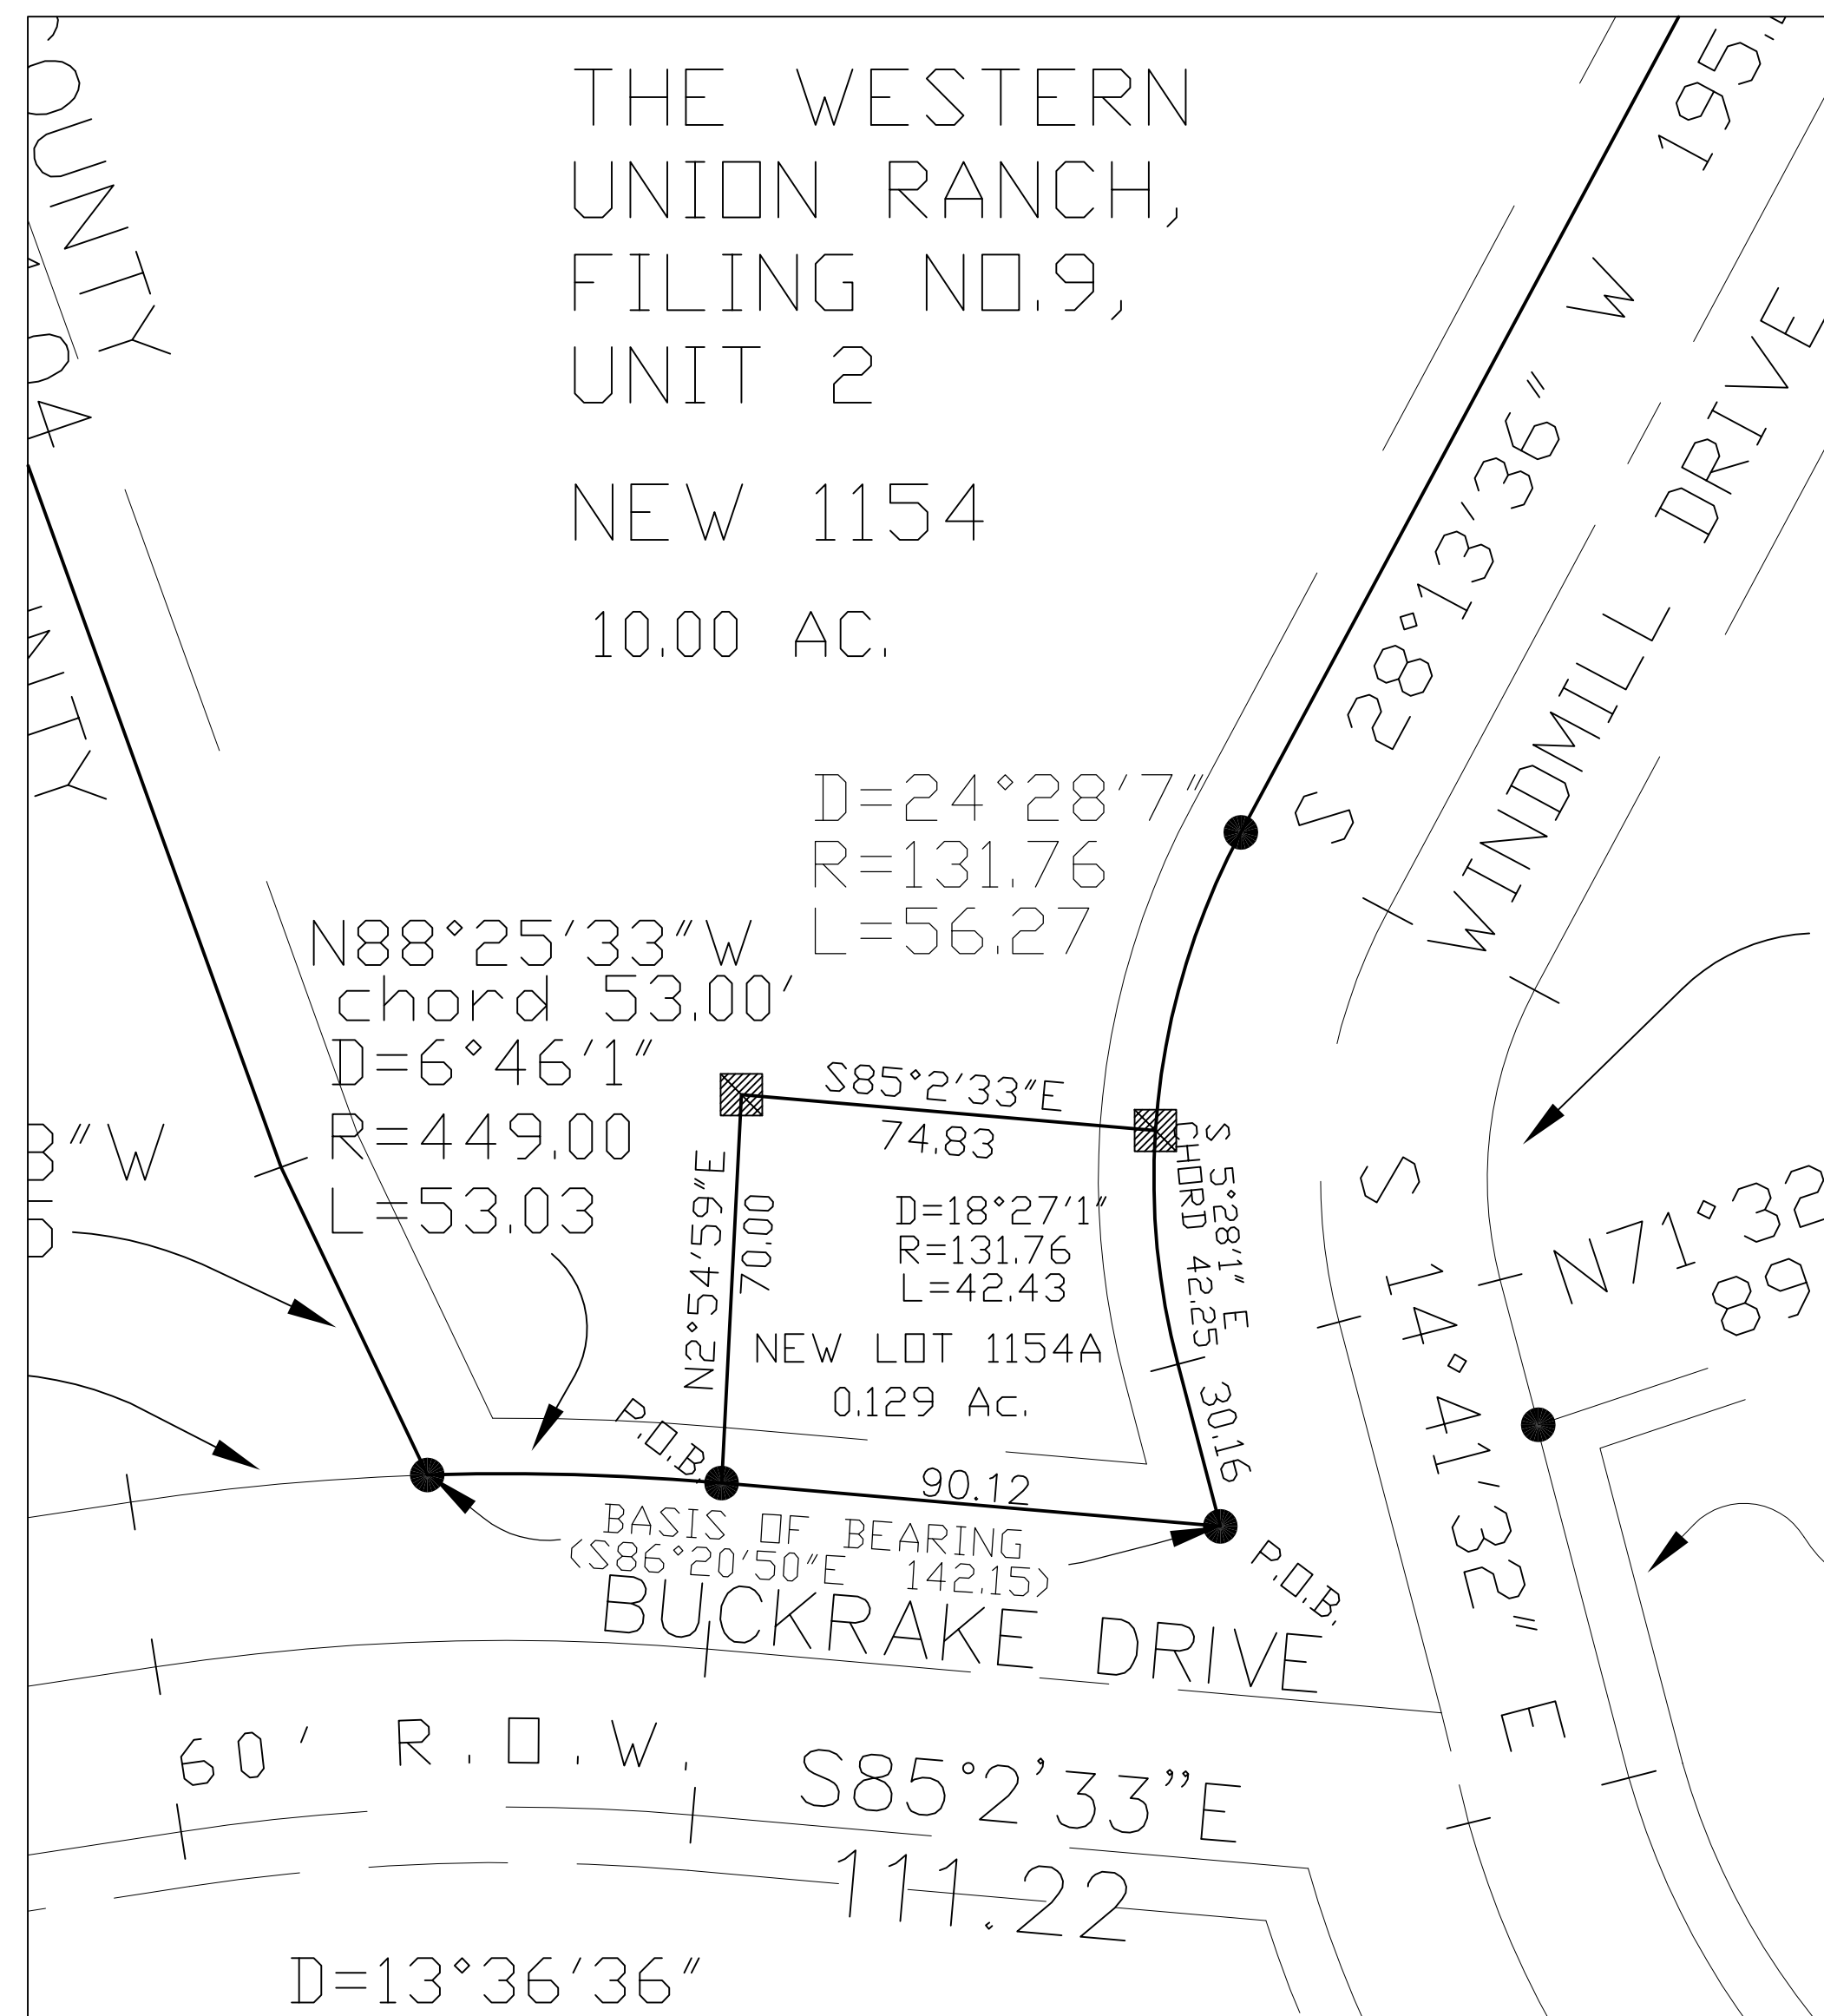 THE WESTERN
UNION RANCH,
FILING NO.9,
UNIT 2
NEW 1154
10.00 AC.
OUNTY
NITY
S 28°13'36" W 195.
WINDMILL DRIVE
D=24°28'7"
R=131.76
L=56.27
N88°25'33"W
chord 53.00'
D=6°46'1"
R=449.00
L=53.03
"W
S85°2'33"E
74.83
N2°54'59"E
70.00
S 5°28'1" E
CHORD 42.25
D=18°27'1"
R=131.76
L=42.43
NEW LOT 1154A
0.129 Ac.
30.16
S 14°41'32" E
N71°32
89
P.O.B.
90.12
BASIS OF BEARING
(S86°20'50"E 142.15)
P.O.B.
BUCKRAKE DRIVE
60' R.O.W.
S85°2'33"E
111.22
D=13°36'36"